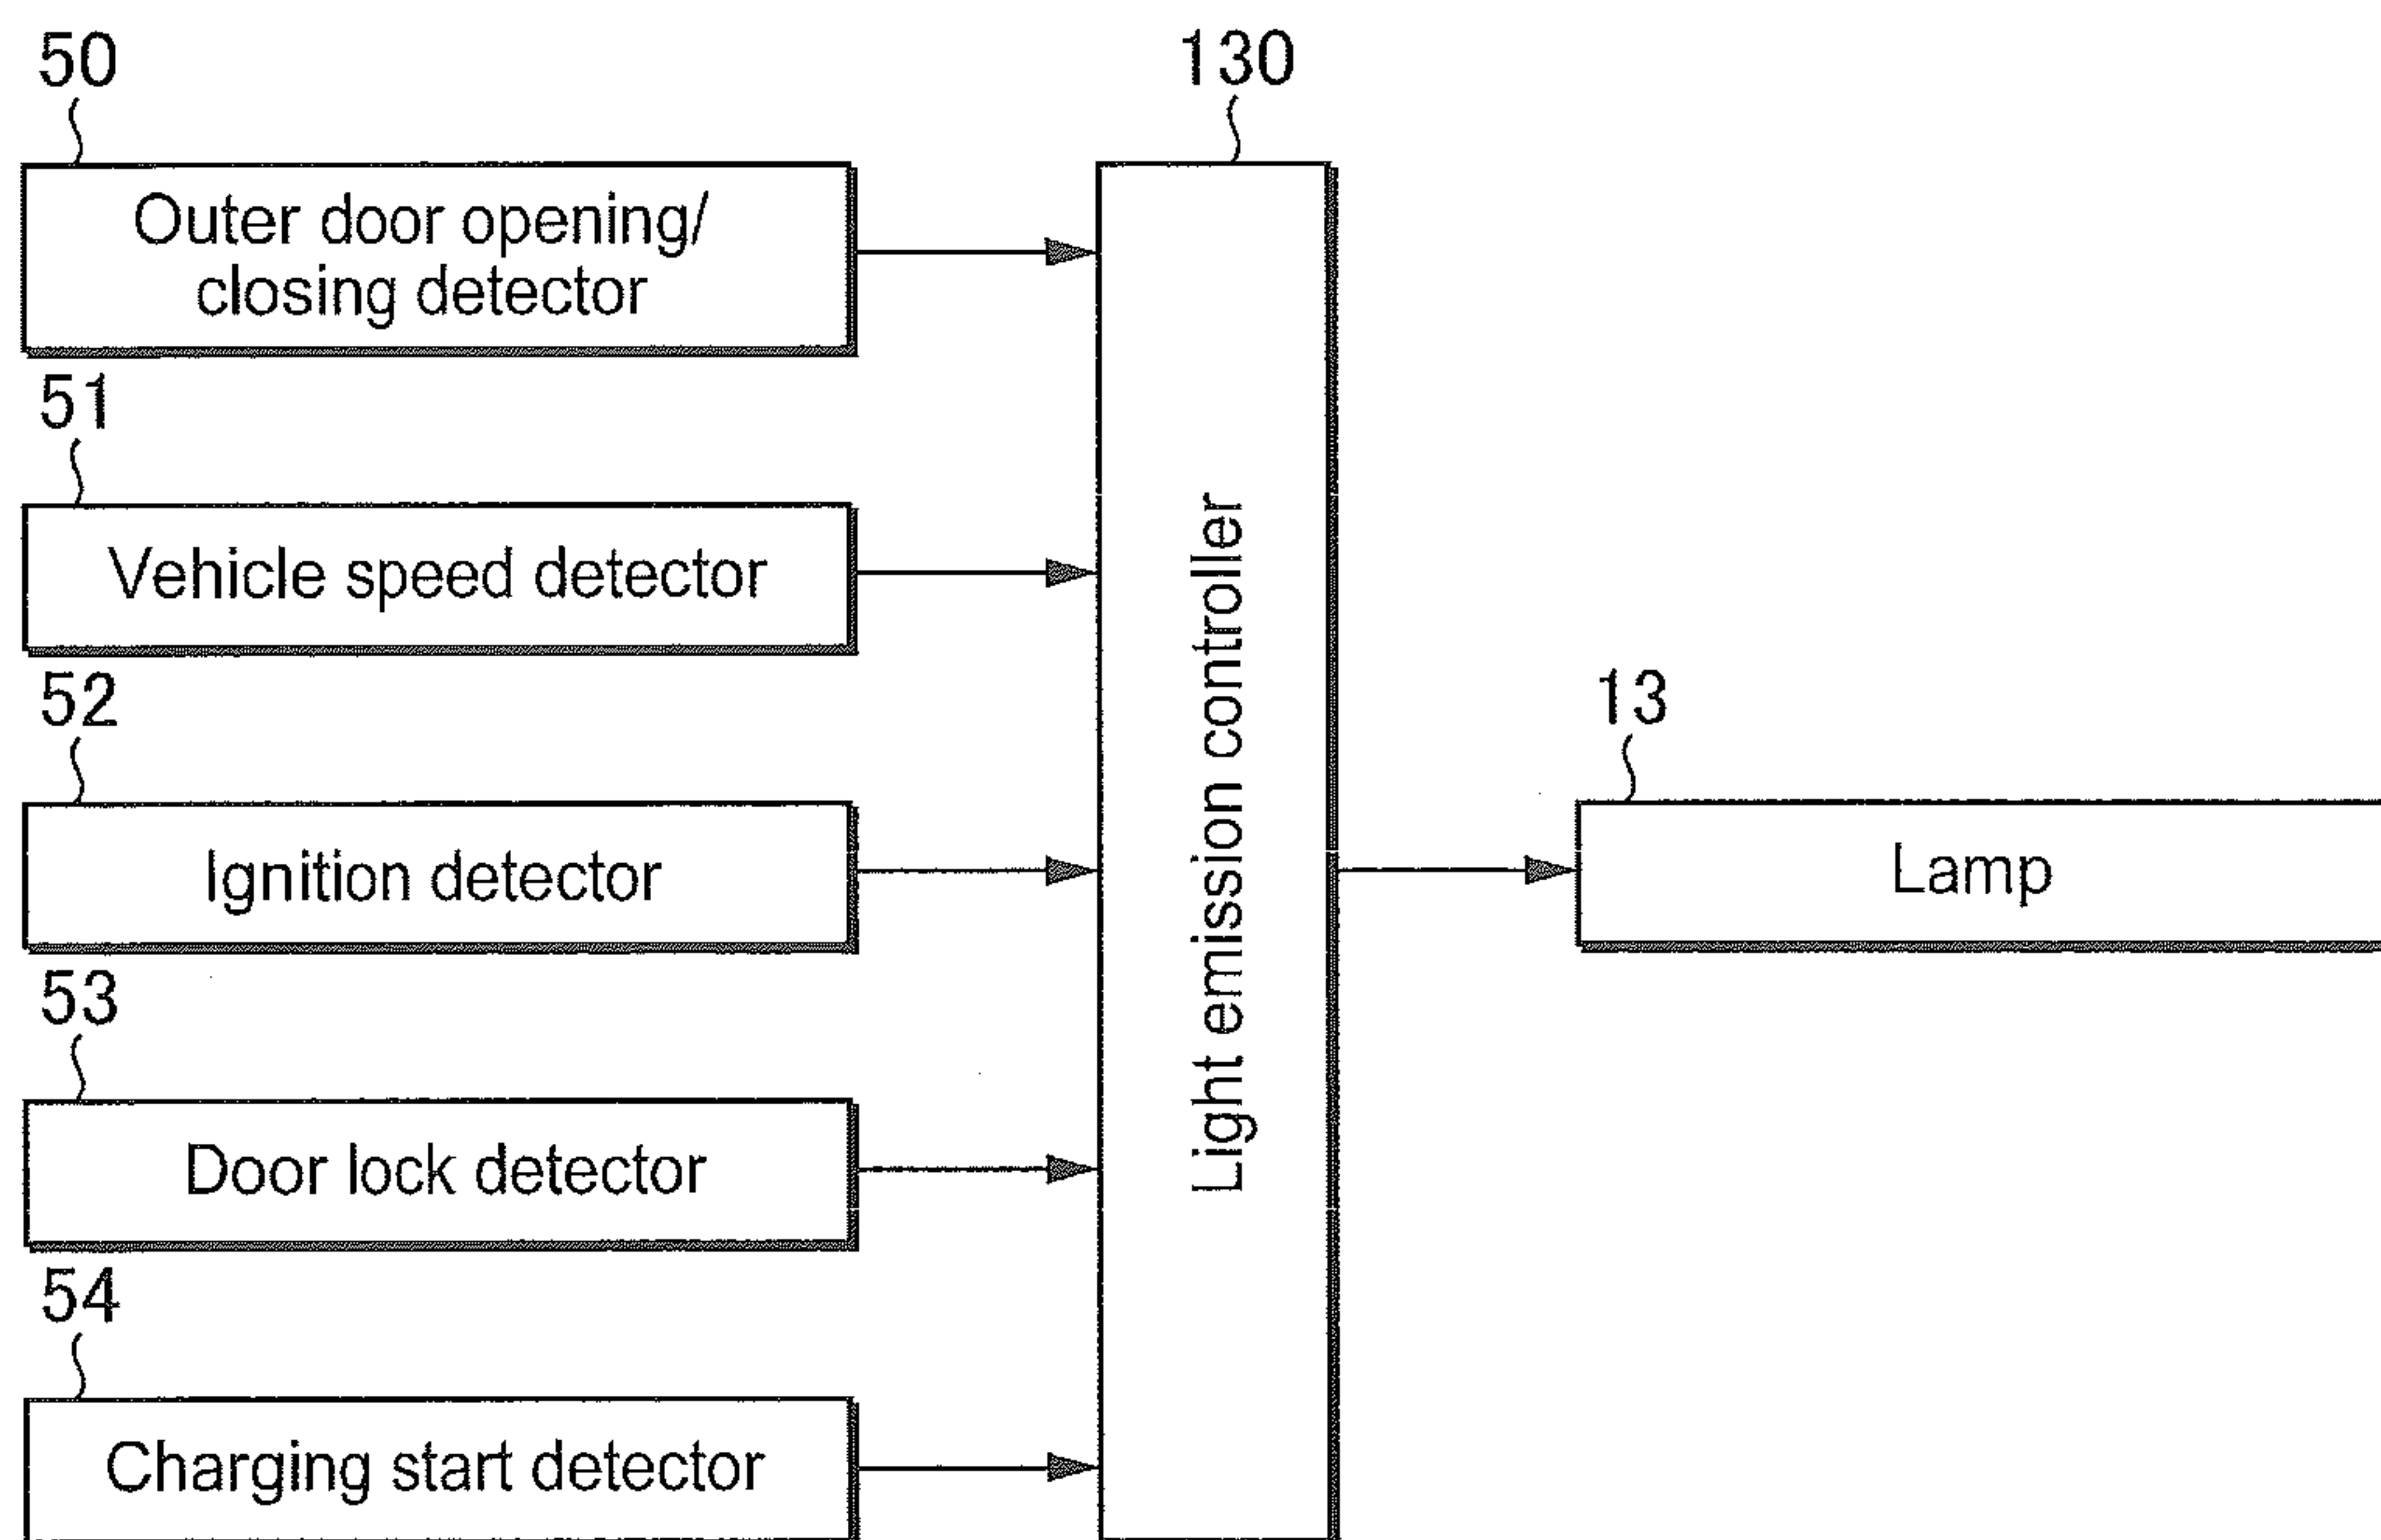 50
Outer door opening/
closing detector
51
Vehicle speed detector
52
Ignition detector
53
Door lock detector
54
Charging start detector
130
Light emission controller
13
Lamp